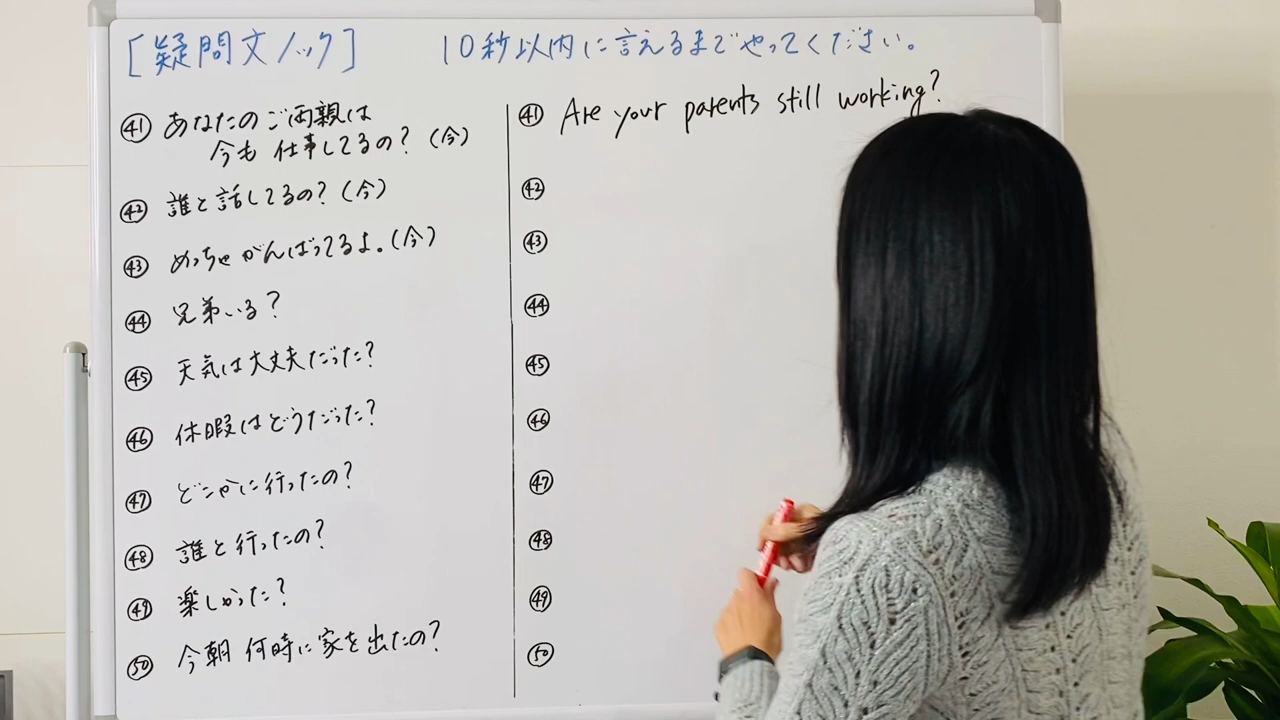 [疑問文ノック] 10秒以内に言えるまでやってください。
㊶ あなたのご両親は
今も 仕事してるの？(今)
㊷ 誰と話してるの？(今)
㊸ めっちゃがんばってるよ。(今)
㊹ 兄弟いる？
㊺ 天気は大丈夫だった？
㊻ 休暇はどうだった？
㊼ どこかに行ったの？
㊽ 誰と行ったの？
㊾ 楽しかった？
㊿ 今朝 何時に家を出たの？
㊶ Are your parents still working?
㊷
㊸
㊹
㊺
㊻
㊼
㊽
㊾
㊿